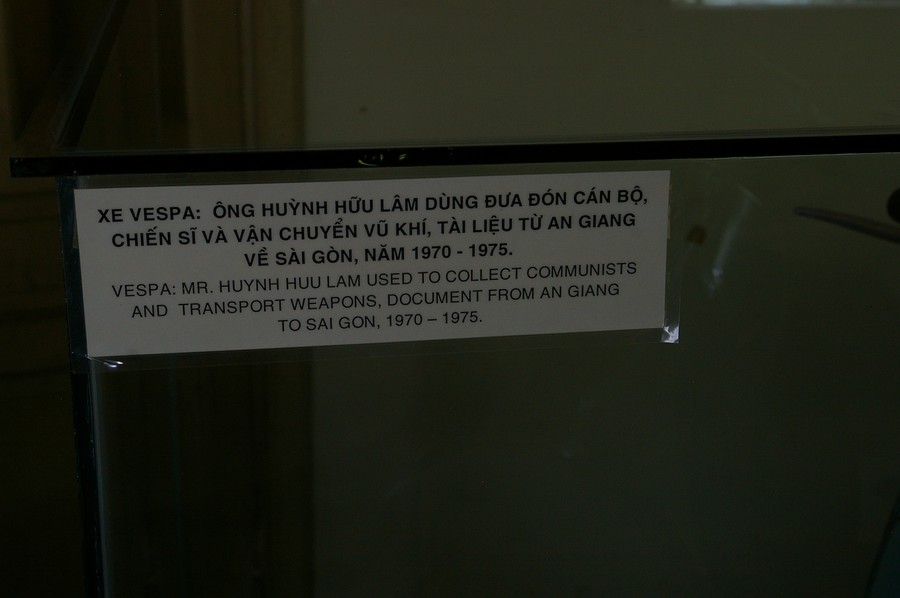 XE VESPA: ÔNG HUỲNH HỮU LÂM DÙNG ĐƯA ĐÓN CÁN BỘ,
CHIẾN SĨ VÀ VẬN CHUYỂN VŨ KHÍ, TÀI LIỆU TỪ AN GIANG
VỀ SÀI GÒN, NĂM 1970 - 1975.
VESPA: MR. HUYNH HUU LAM USED TO COLLECT COMMUNISTS
AND TRANSPORT WEAPONS, DOCUMENT FROM AN GIANG
TO SAI GON, 1970 – 1975.